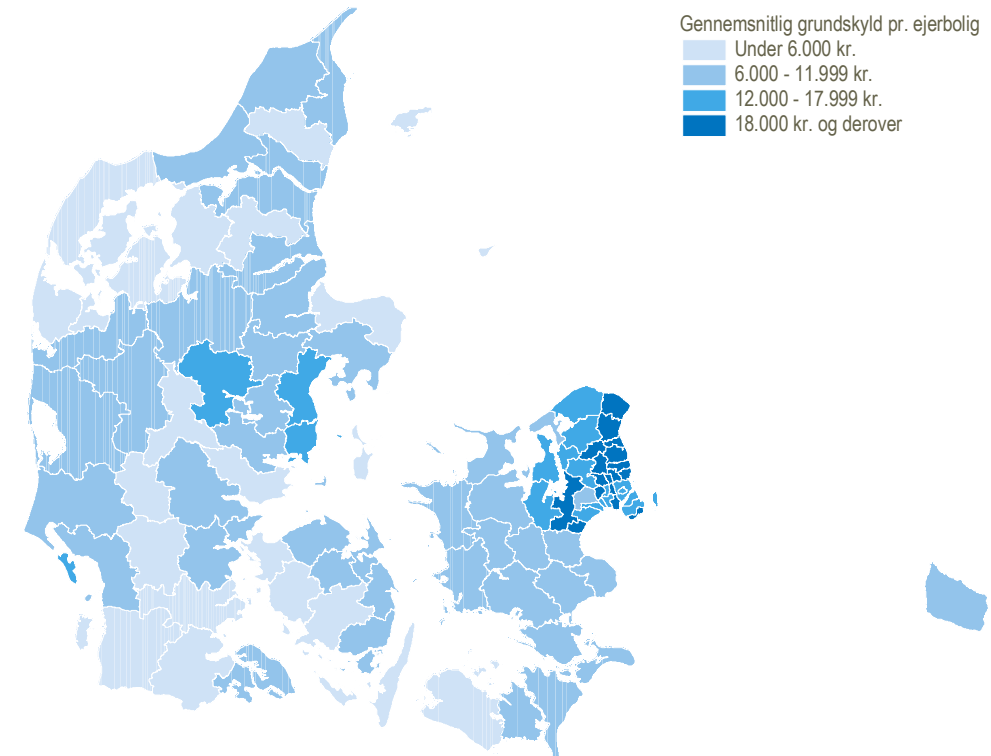 Gennemsnitlig grundskyld pr. ejerbolig
Under 6.000 kr.
6.000 - 11.999 kr.
12.000 - 17.999 kr.
18.000 kr. og derover